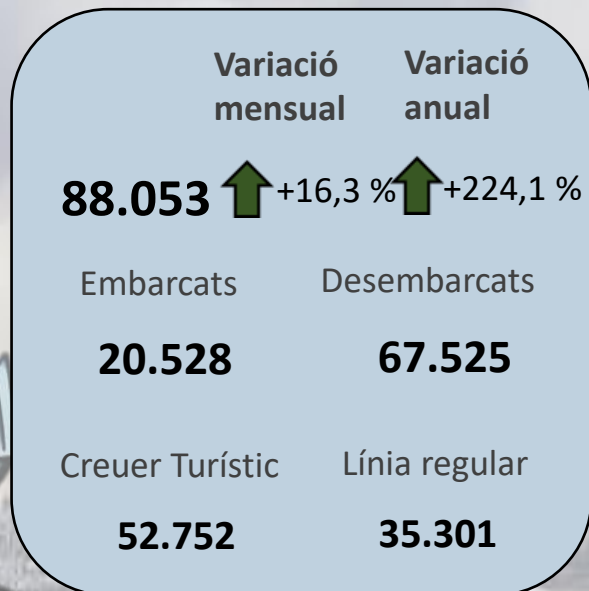 Variació mensual
Variació anual
88.053 +16,3 % +224,1 %
Embarcats Desembarcats
20.528 67.525
Creuer Turístic Línia regular
52.752 35.301